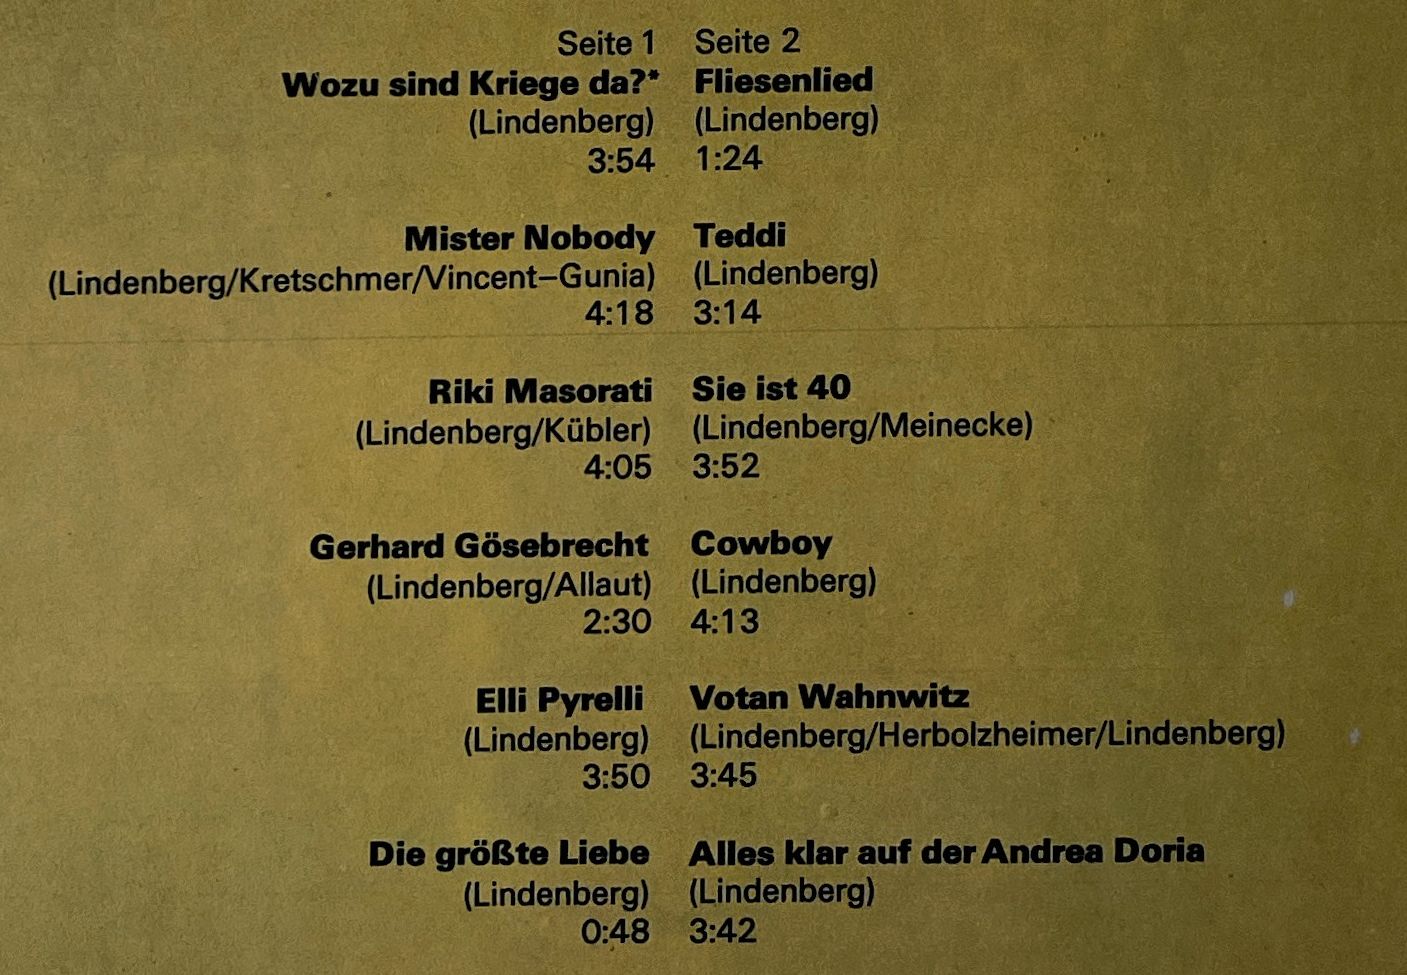 Seite 1
Wozu sind Kriege da?*
(Lindenberg)
3:54
Mister Nobody
(Lindenberg/Kretschmer/Vincent–Gunia)
4:18
Riki Masorati
(Lindenberg/Kübler)
4:05
Gerhard Gösebrecht
(Lindenberg/Allaut)
2:30
Elli Pyrelli
(Lindenberg)
3:50
Die größte Liebe
(Lindenberg)
0:48
Seite 2
Fliesenlied
(Lindenberg)
1:24
Teddi
(Lindenberg)
3:14
Sie ist 40
(Lindenberg/Meinecke)
3:52
Cowboy
(Lindenberg)
4:13
Votan Wahnwitz
(Lindenberg/Herbolzheimer/Lindenberg)
3:45
Alles klar auf der Andrea Doria
(Lindenberg)
3:42